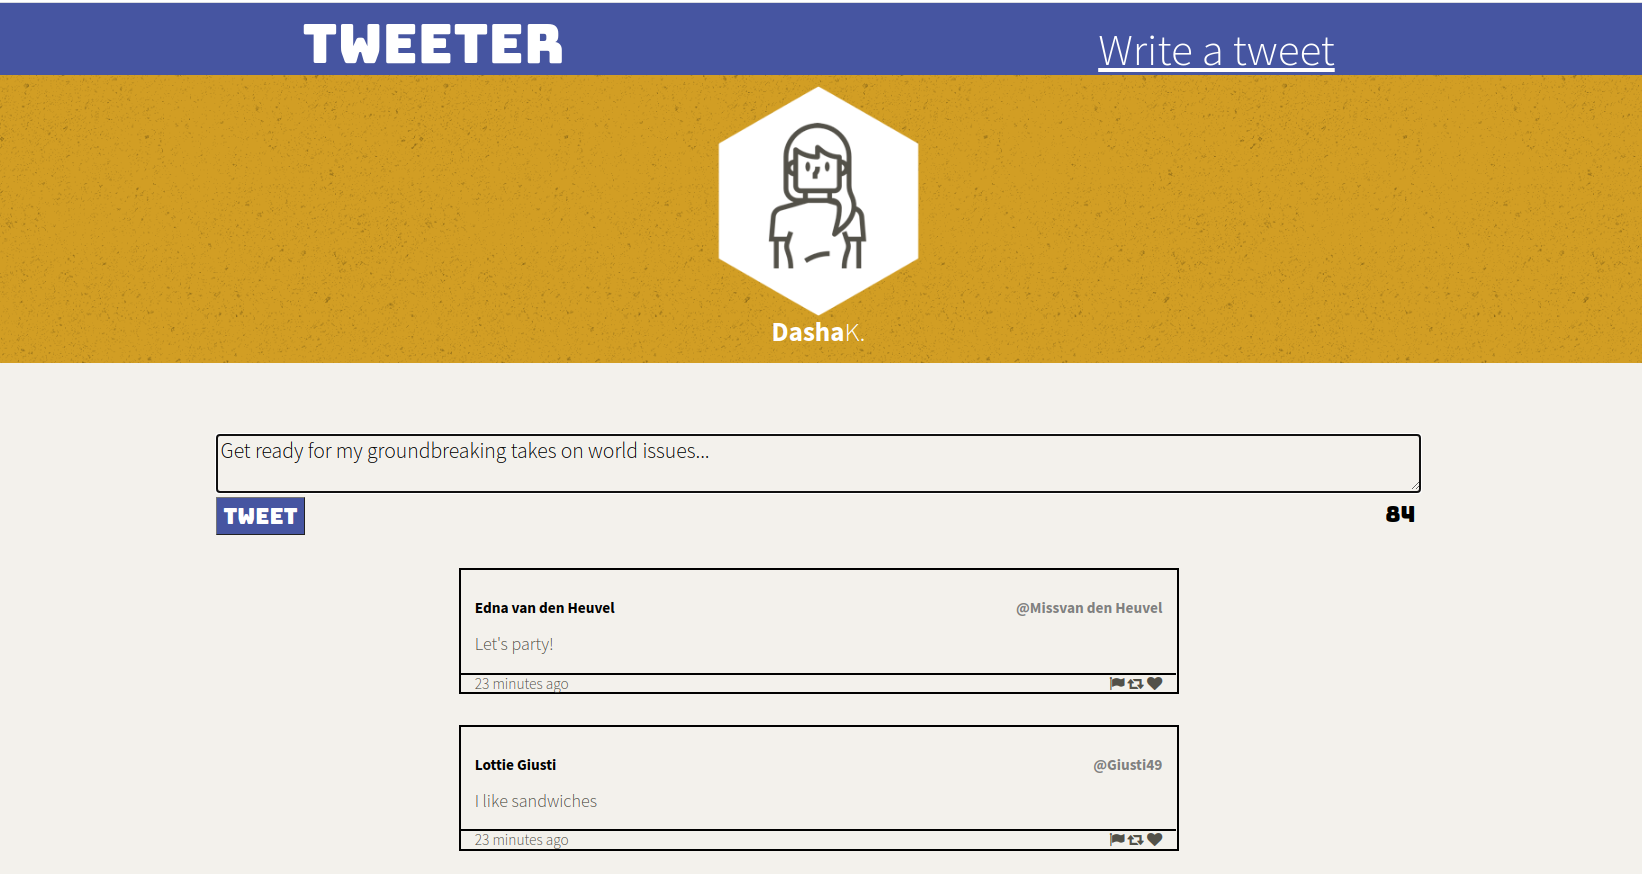 TWEETER
Write a tweet
DashaK.
Get ready for my groundbreaking takes on world issues...
TWEET
84
Edna van den Heuvel @Missvan den Heuvel
Let's party!
23 minutes ago
Lottie Giusti @Giusti49
I like sandwiches
23 minutes ago